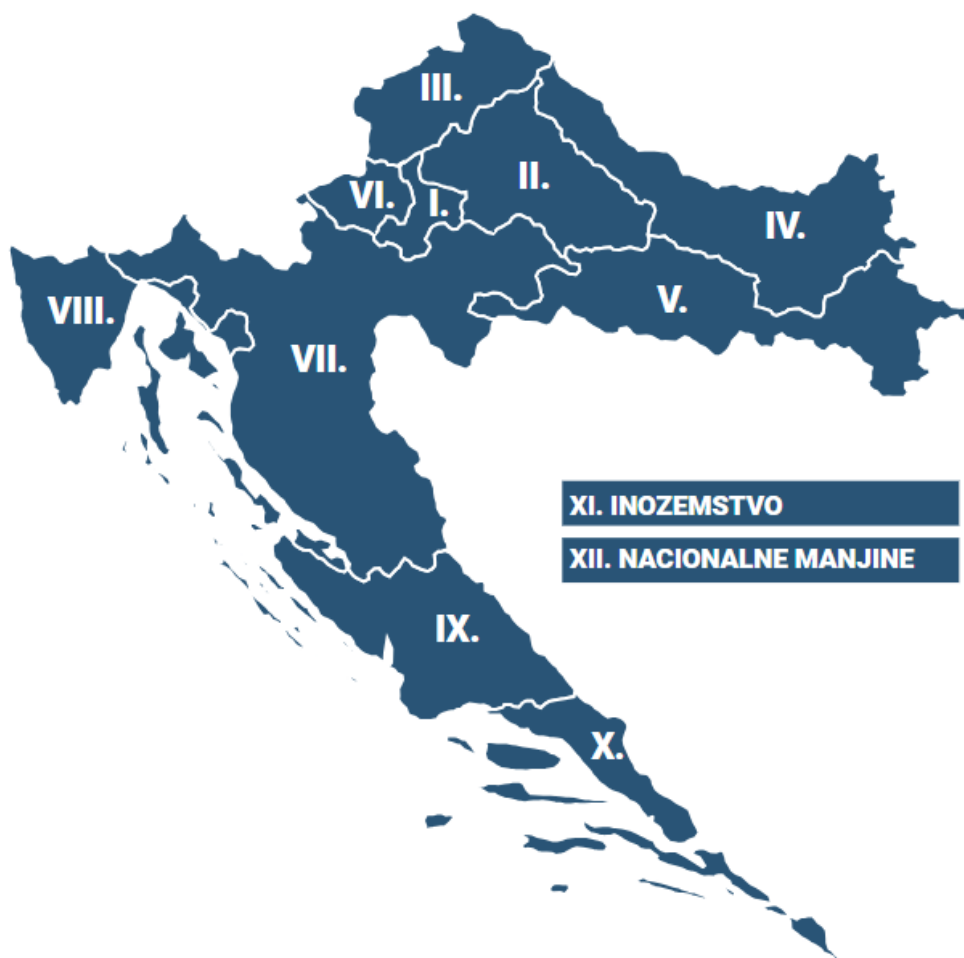 III.
II.
VI.
I.
IV.
VIII.
V.
VII.
XI. INOZEMSTVO
XII. NACIONALNE MANJINE
IX.
X.